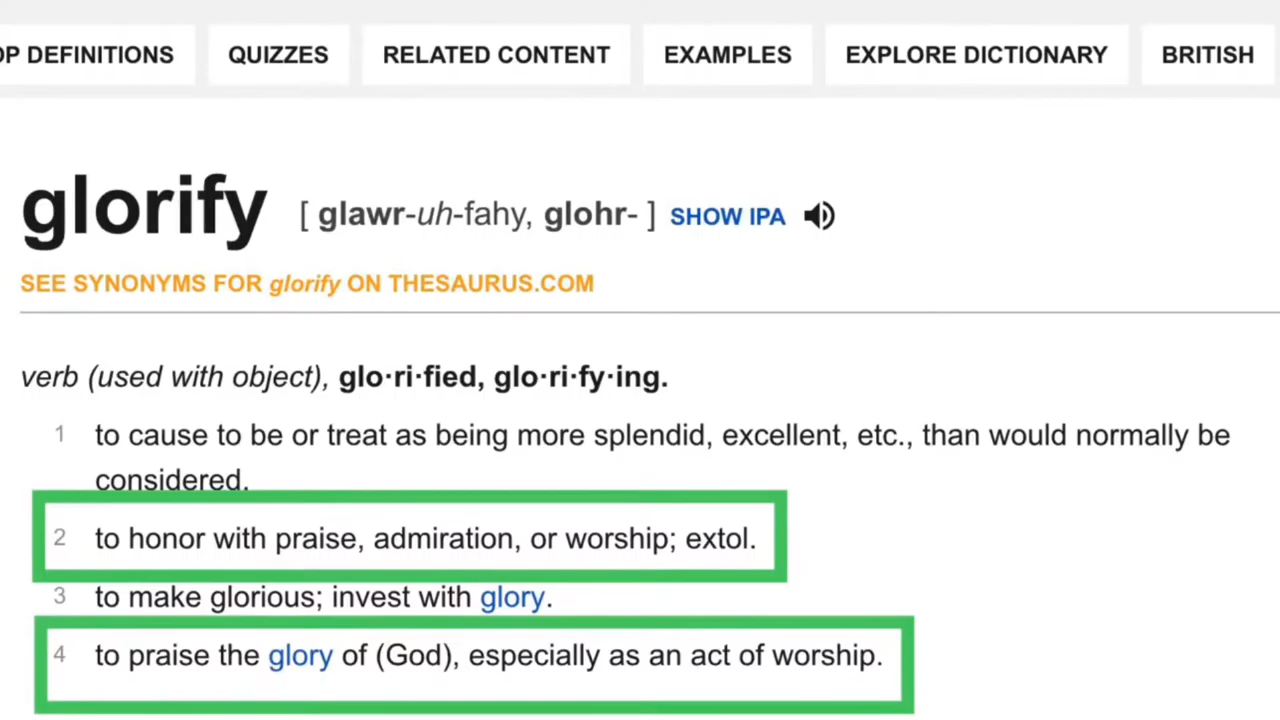 OP DEFINITIONS QUIZZES RELATED CONTENT EXAMPLES EXPLORE DICTIONARY BRITISH
glorify [ glawr-uh-fahy, glohr- ] SHOW IPA
SEE SYNONYMS FOR glorify ON THESAURUS.COM
verb (used with object), glo·ri·fied, glo·ri·fy·ing.
1 to cause to be or treat as being more splendid, excellent, etc., than would normally be
considered.
2 to honor with praise, admiration, or worship; extol.
3 to make glorious; invest with glory.
4 to praise the glory of (God), especially as an act of worship.